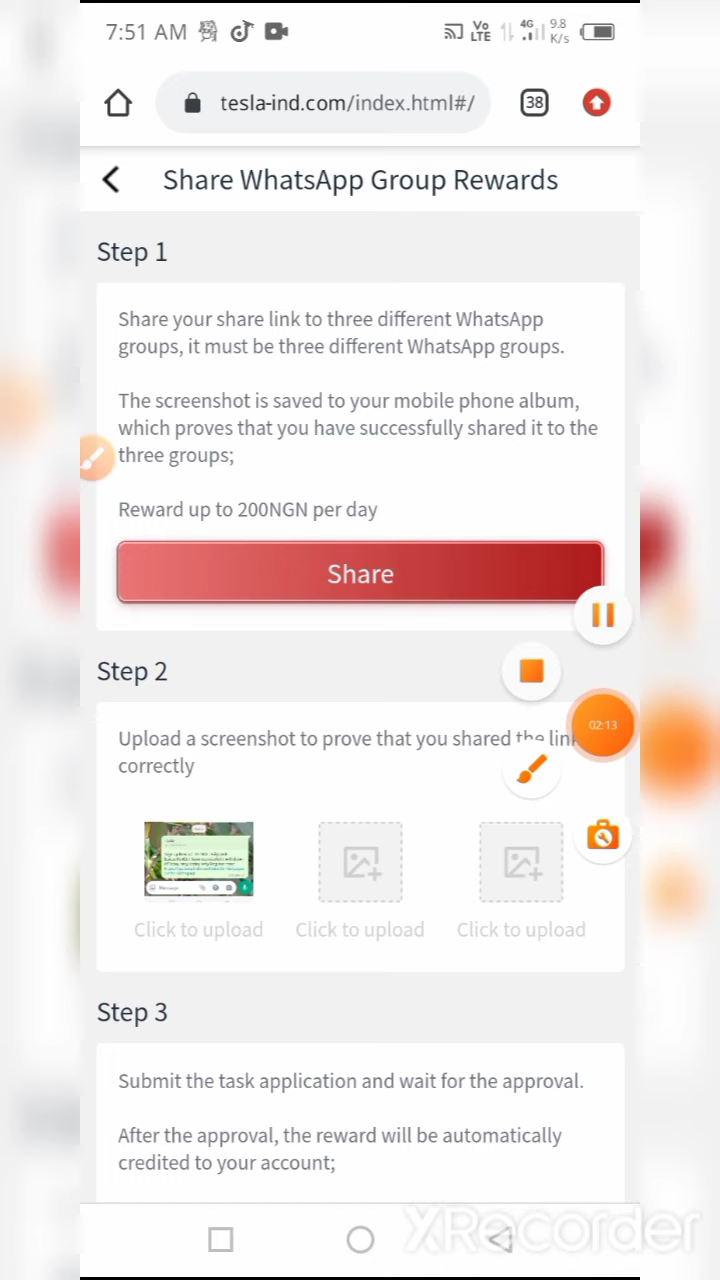 7:51 AM
Vo LTE 4G 9.8 K/s
tesla-ind.com/index.html#/
38
Share WhatsApp Group Rewards
Step 1
Share your share link to three different WhatsApp
groups, it must be three different WhatsApp groups.
The screenshot is saved to your mobile phone album,
which proves that you have successfully shared it to the
three groups;
Reward up to 200NGN per day
Share
Step 2
02:13
Upload a screenshot to prove that you shared the link
correctly
Click to upload
Click to upload
Click to upload
Step 3
Submit the task application and wait for the approval.
After the approval, the reward will be automatically
credited to your account;
XRecorder